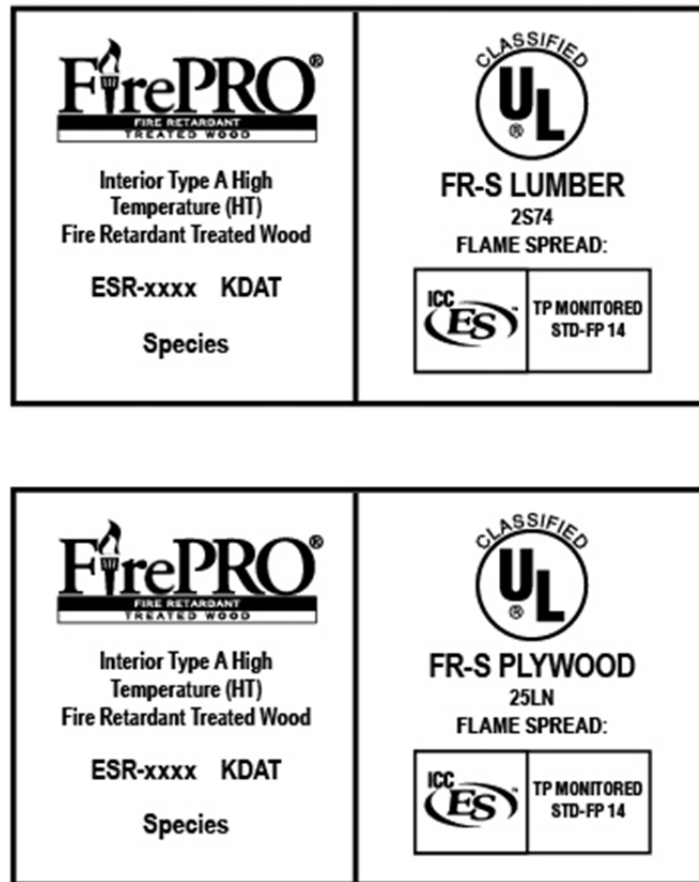 FirePRO®
FIRE RETARDANT
TREATED WOOD
Interior Type A High
Temperature (HT)
Fire Retardant Treated Wood
ESR-xxxx KDAT
Species
CLASSIFIED
UL
®
FR-S LUMBER
2S74
FLAME SPREAD:
ICC
ES™
TP MONITORED
STD-FP 14
FirePRO®
FIRE RETARDANT
TREATED WOOD
Interior Type A High
Temperature (HT)
Fire Retardant Treated Wood
ESR-xxxx KDAT
Species
CLASSIFIED
UL
®
FR-S PLYWOOD
25LN
FLAME SPREAD:
ICC
ES™
TP MONITORED
STD-FP 14